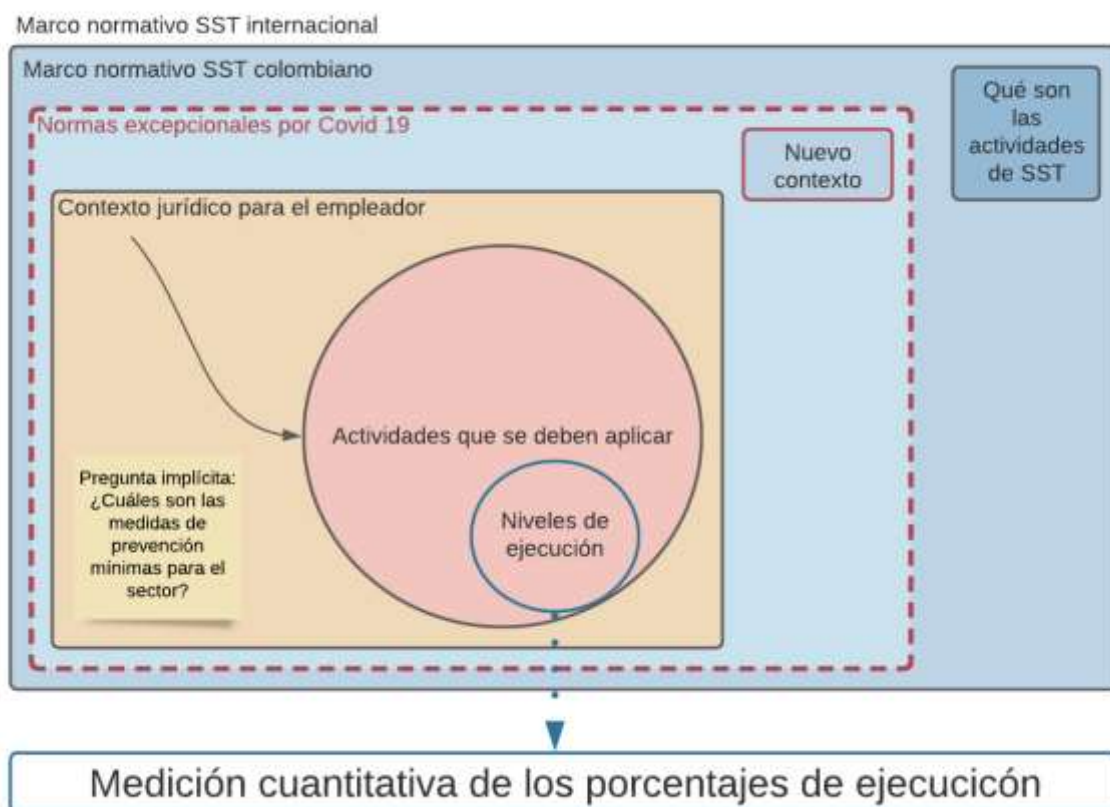 Marco normativo SST internacional
Marco normativo SST colombiano
Qué son
las
actividades
de SST
Normas excepcionales por Covid 19
Nuevo
contexto
Contexto jurídico para el empleador
Actividades que se deben aplicar
Pregunta implícita:
¿Cuáles son las
medidas de
prevención
mínimas para el
sector?
Niveles de
ejecución
Medición cuantitativa de los porcentajes de ejecucicón